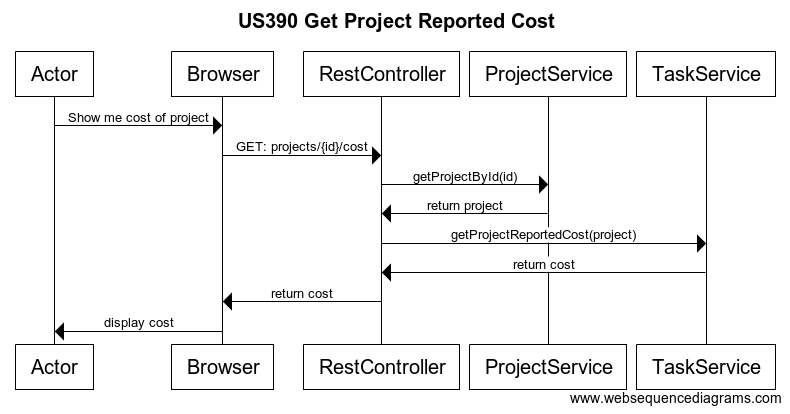 US390 Get Project Reported Cost
Actor Browser RestController ProjectService TaskService
Show me cost of project
GET: projects/{id}/cost
getProjectById(id)
return project
getProjectReportedCost(project)
return cost
return cost
display cost
Actor Browser RestController ProjectService TaskService
www.websequencediagrams.com